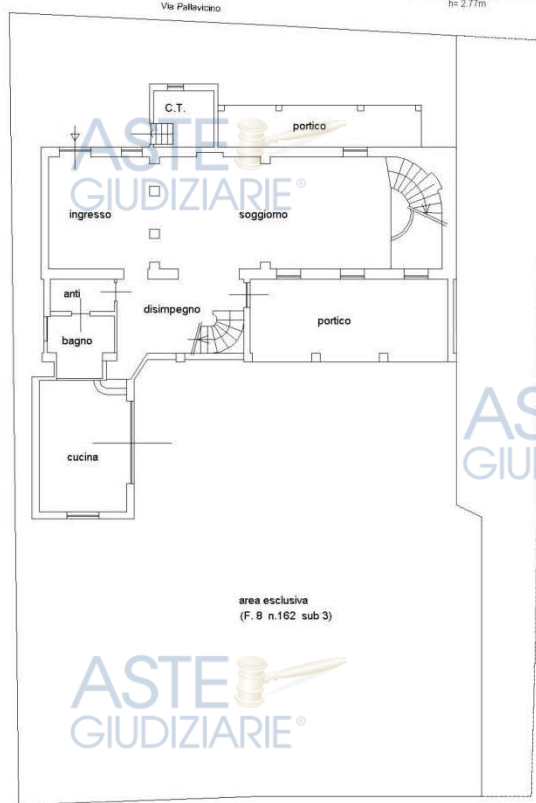 Via Pallavicino
h= 2.77m
C.T.
portico
ASTE
GIUDIZIARIE®
ingresso
soggiorno
anti
disimpegno
portico
bagno
AS
GIU
cucina
area esclusiva
(F. 8 n.162 sub 3)
ASTE
GIUDIZIARIE®